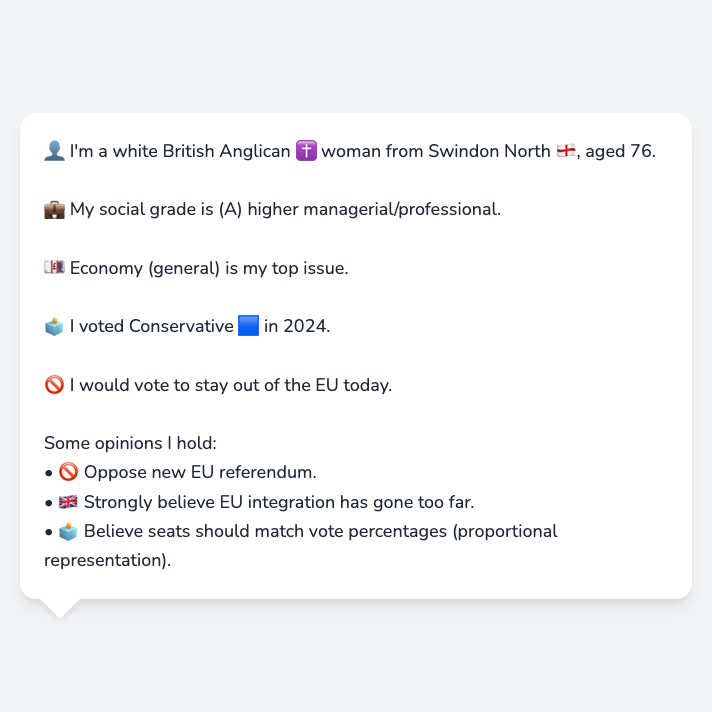 👤 I'm a white British Anglican ✝️ woman from Swindon North 🏴󠁧󠁢󠁥󠁮󠁧󠁿, aged 76.
💼 My social grade is (A) higher managerial/professional.
💷 Economy (general) is my top issue.
🗳️ I voted Conservative 🟦 in 2024.
🚫 I would vote to stay out of the EU today.
Some opinions I hold:
• 🚫 Oppose new EU referendum.
• 🇬🇧 Strongly believe EU integration has gone too far.
• 🗳️ Believe seats should match vote percentages (proportional
representation).